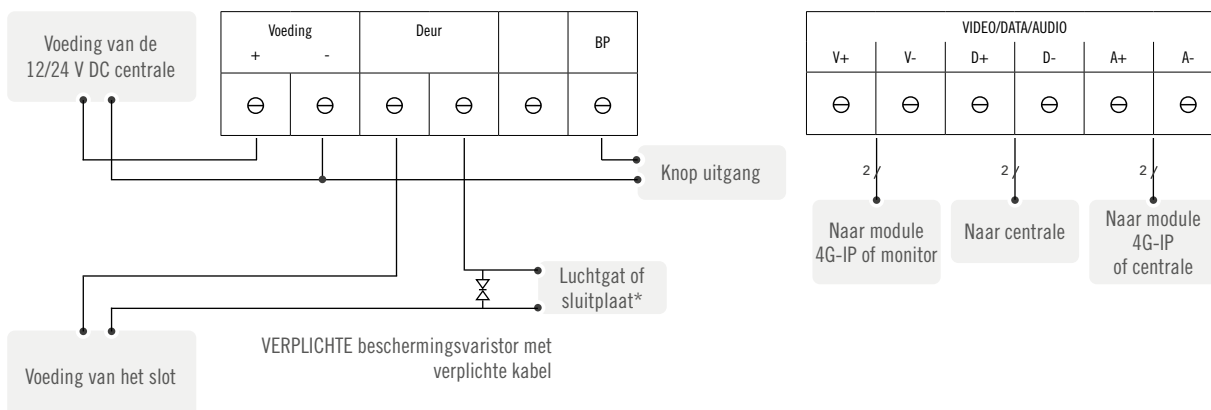 Voeding van de
12/24 V DC centrale
Voeding
+ -
Deur
BP
Knop uitgang
Luchtgat of
sluitplaat*
VERPLICHTE beschermingsvaristor met
verplichte kabel
Voeding van het slot
VIDEO/DATA/AUDIO
V+ V- D+ D- A+ A-
2 2 2
Naar module
4G-IP of monitor
Naar centrale
Naar module
4G-IP
of centrale